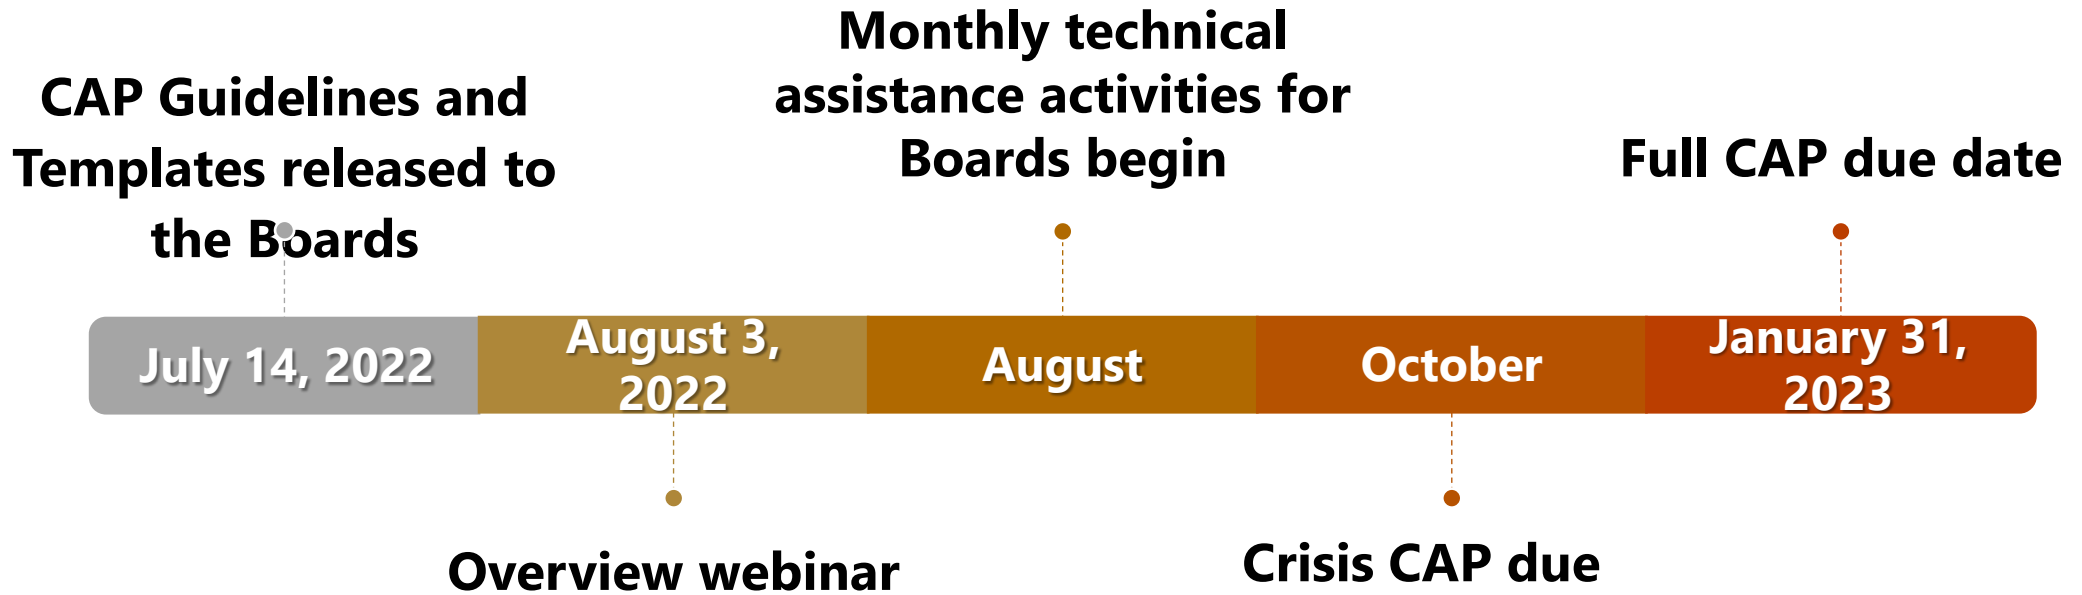 CAP Guidelines and
Templates released to
the Boards
Monthly technical
assistance activities for
Boards begin
Full CAP due date
July 14, 2022
August 3,
2022
August
October
January 31,
2023
Overview webinar
Crisis CAP due